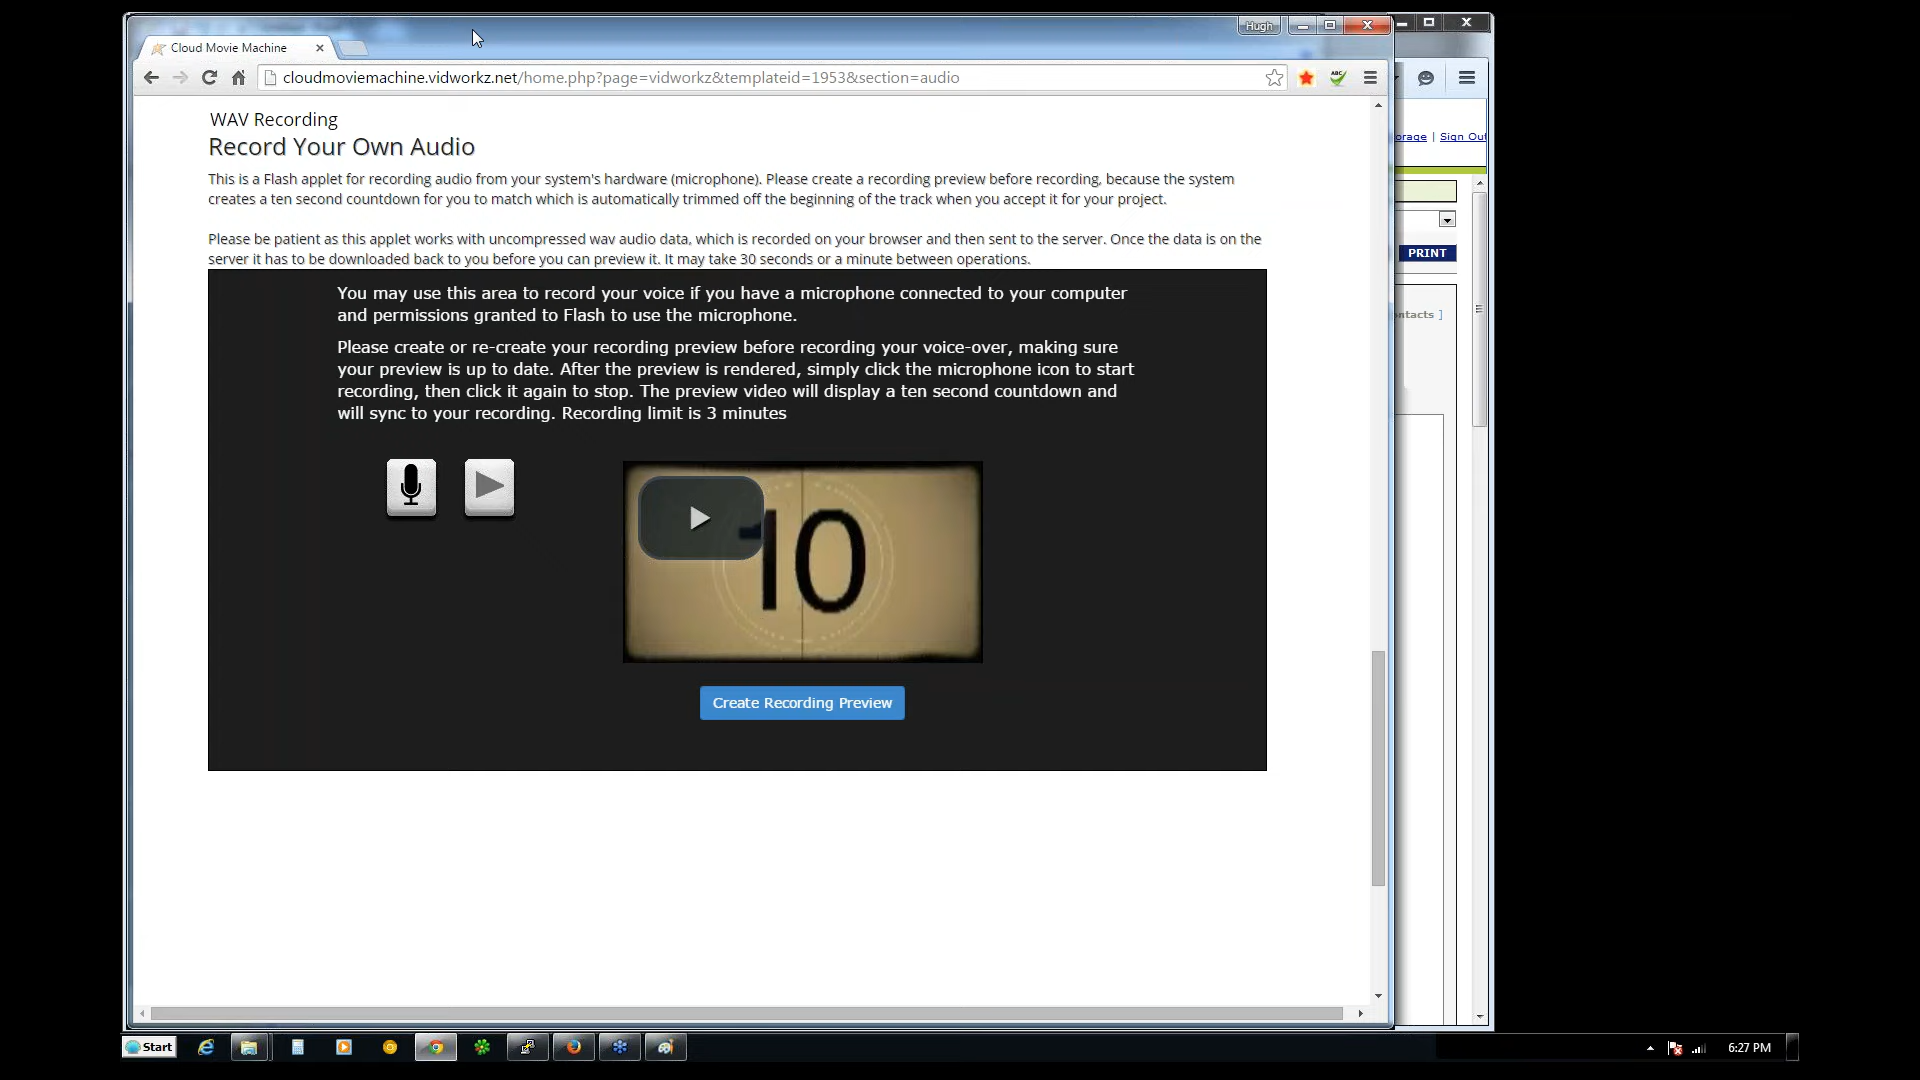 Hugh
Cloud Movie Machine
cloudmoviemachine.vidworkz.net/home.php?page=vidworkz&templateid=1953&section=audio
ABC
orage | Sign Out
WAV Recording
Record Your Own Audio
This is a Flash applet for recording audio from your system's hardware (microphone). Please create a recording preview before recording, because the system
creates a ten second countdown for you to match which is automatically trimmed off the beginning of the track when you accept it for your project.
Please be patient as this applet works with uncompressed wav audio data, which is recorded on your browser and then sent to the server. Once the data is on the
server it has to be downloaded back to you before you can preview it. It may take 30 seconds or a minute between operations.
PRINT
ontacts ]
You may use this area to record your voice if you have a microphone connected to your computer
and permissions granted to Flash to use the microphone.
Please create or re-create your recording preview before recording your voice-over, making sure
your preview is up to date. After the preview is rendered, simply click the microphone icon to start
recording, then click it again to stop. The preview video will display a ten second countdown and
will sync to your recording. Recording limit is 3 minutes
10
Create Recording Preview
Start
6:27 PM